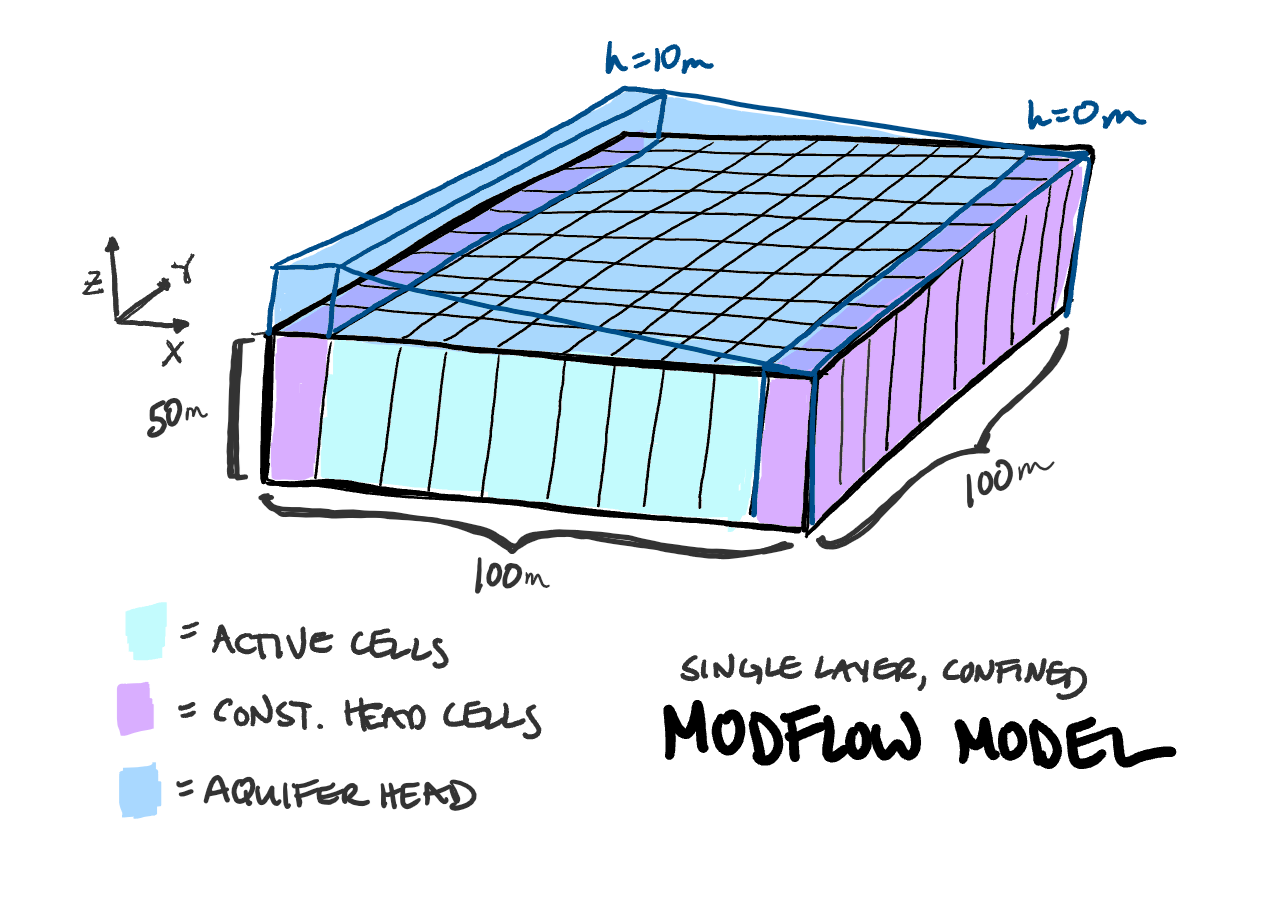 h=10m
h=0m
Z
Y
X
50m
100m
100m
= ACTIVE CELLS
= CONST. HEAD CELLS
= AQUIFER HEAD
SINGLE LAYER, CONFINED
MODFLOW MODEL